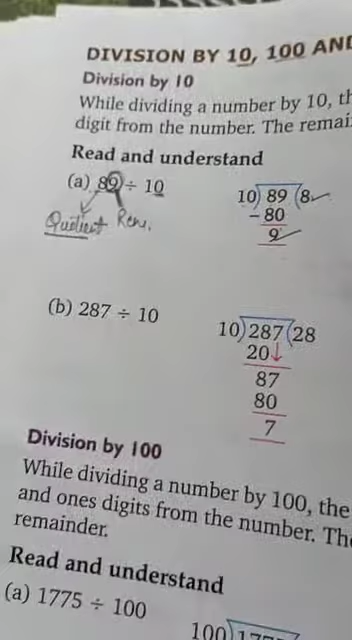 DIVISION BY 10, 100 AND
Division by 10
While dividing a number by 10, th
digit from the number. The remai
Read and understand
(a) 89 ÷ 10
Quotient Rem.
10) 89 (8
− 80
9
(b) 287 ÷ 10
10) 287 (28
20↓
87
80
7
Division by 100
While dividing a number by 100, the
and ones digits from the number. The
remainder.
Read and understand
(a) 1775 ÷ 100
100)